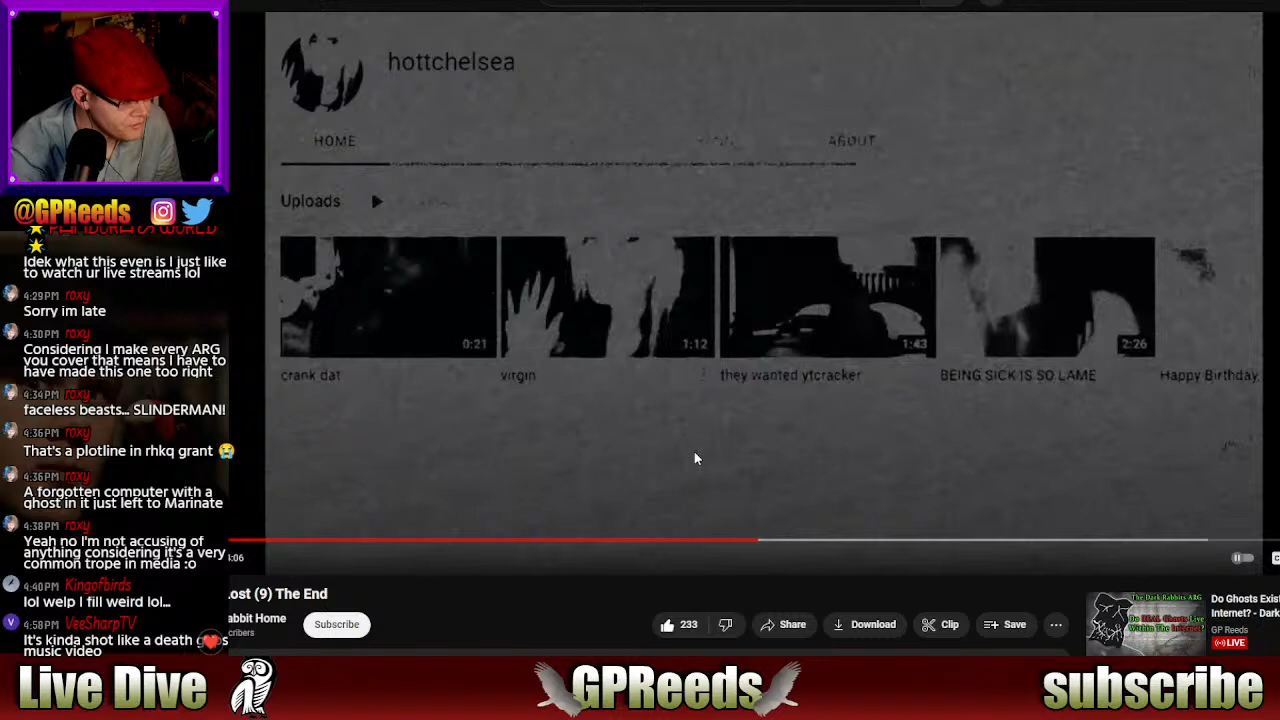 hottchelsea
HOME
ABOUT
Uploads
0:21
1:12
1:43
2:26
crank dat
virgin
they wanted ytcracker
BEING SICK IS SO LAME
Happy Birthday
@GPReeds
Idek what this even is I just like
to watch ur live streams lol
4:29PM roxy
Sorry im late
4:30PM roxy
Considering I make every ARG
you cover that means I have to
have made this one too right
4:34PM roxy
faceless beasts... SLINDERMAN!
4:36PM roxy
That's a plotline in rhkq grant 😭
4:36PM roxy
A forgotten computer with a
ghost in it just left to Marinate
4:38PM roxy
Yeah no I'm not accusing of
anything considering it's a very
common trope in media :o
4:40PM Kingofbirds
lol welp I fill weird lol...
4:58PM VeeSharpTV
It's kinda shot like a death
music video
:06
Lost (9) The End
abbit Home
cribers
Subscribe
233
Share
Download
Clip
Save
The Dark Rabbits ARG
Do REAL Ghosts Live
Within The Internet?
Do Ghosts Exis
Internet? - Dark
GP Reeds
LIVE
Live Dive
GPReeds
subscribe